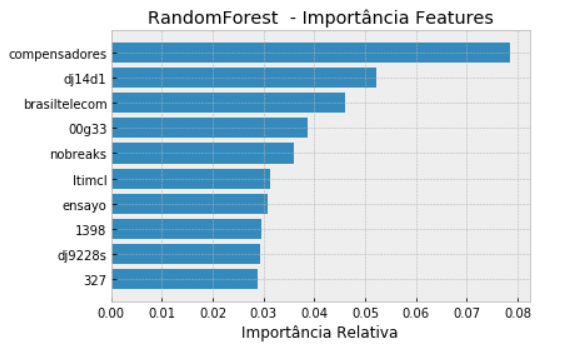 RandomForest - Importância Features
compensadores
dj14d1
brasiltelecom
00g33
nobreaks
ltimcl
ensayo
1398
dj9228s
327
0.00 0.01 0.02 0.03 0.04 0.05 0.06 0.07 0.08
Importância Relativa